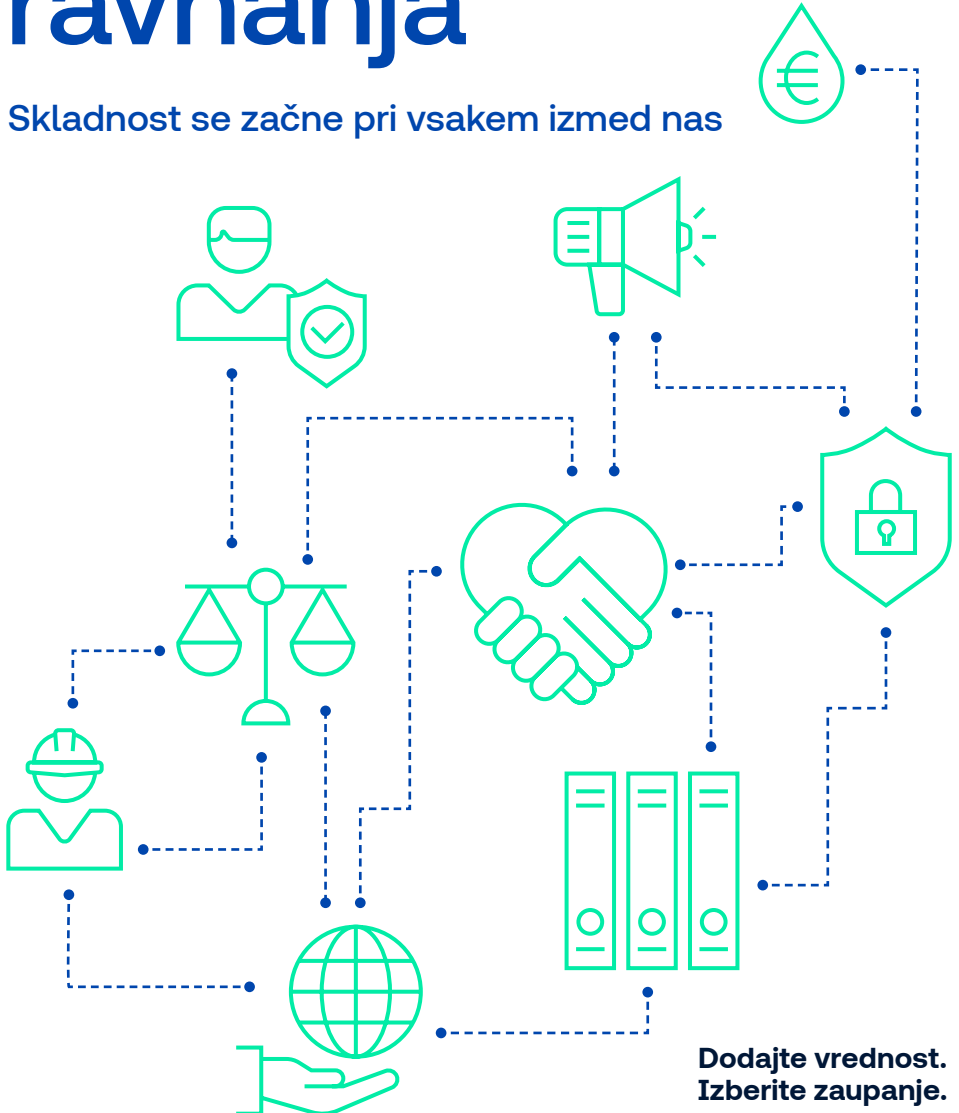 ravnanja
Skladnost se začne pri vsakem izmed nas
€
Dodajte vrednost.
Izberite zaupanje.